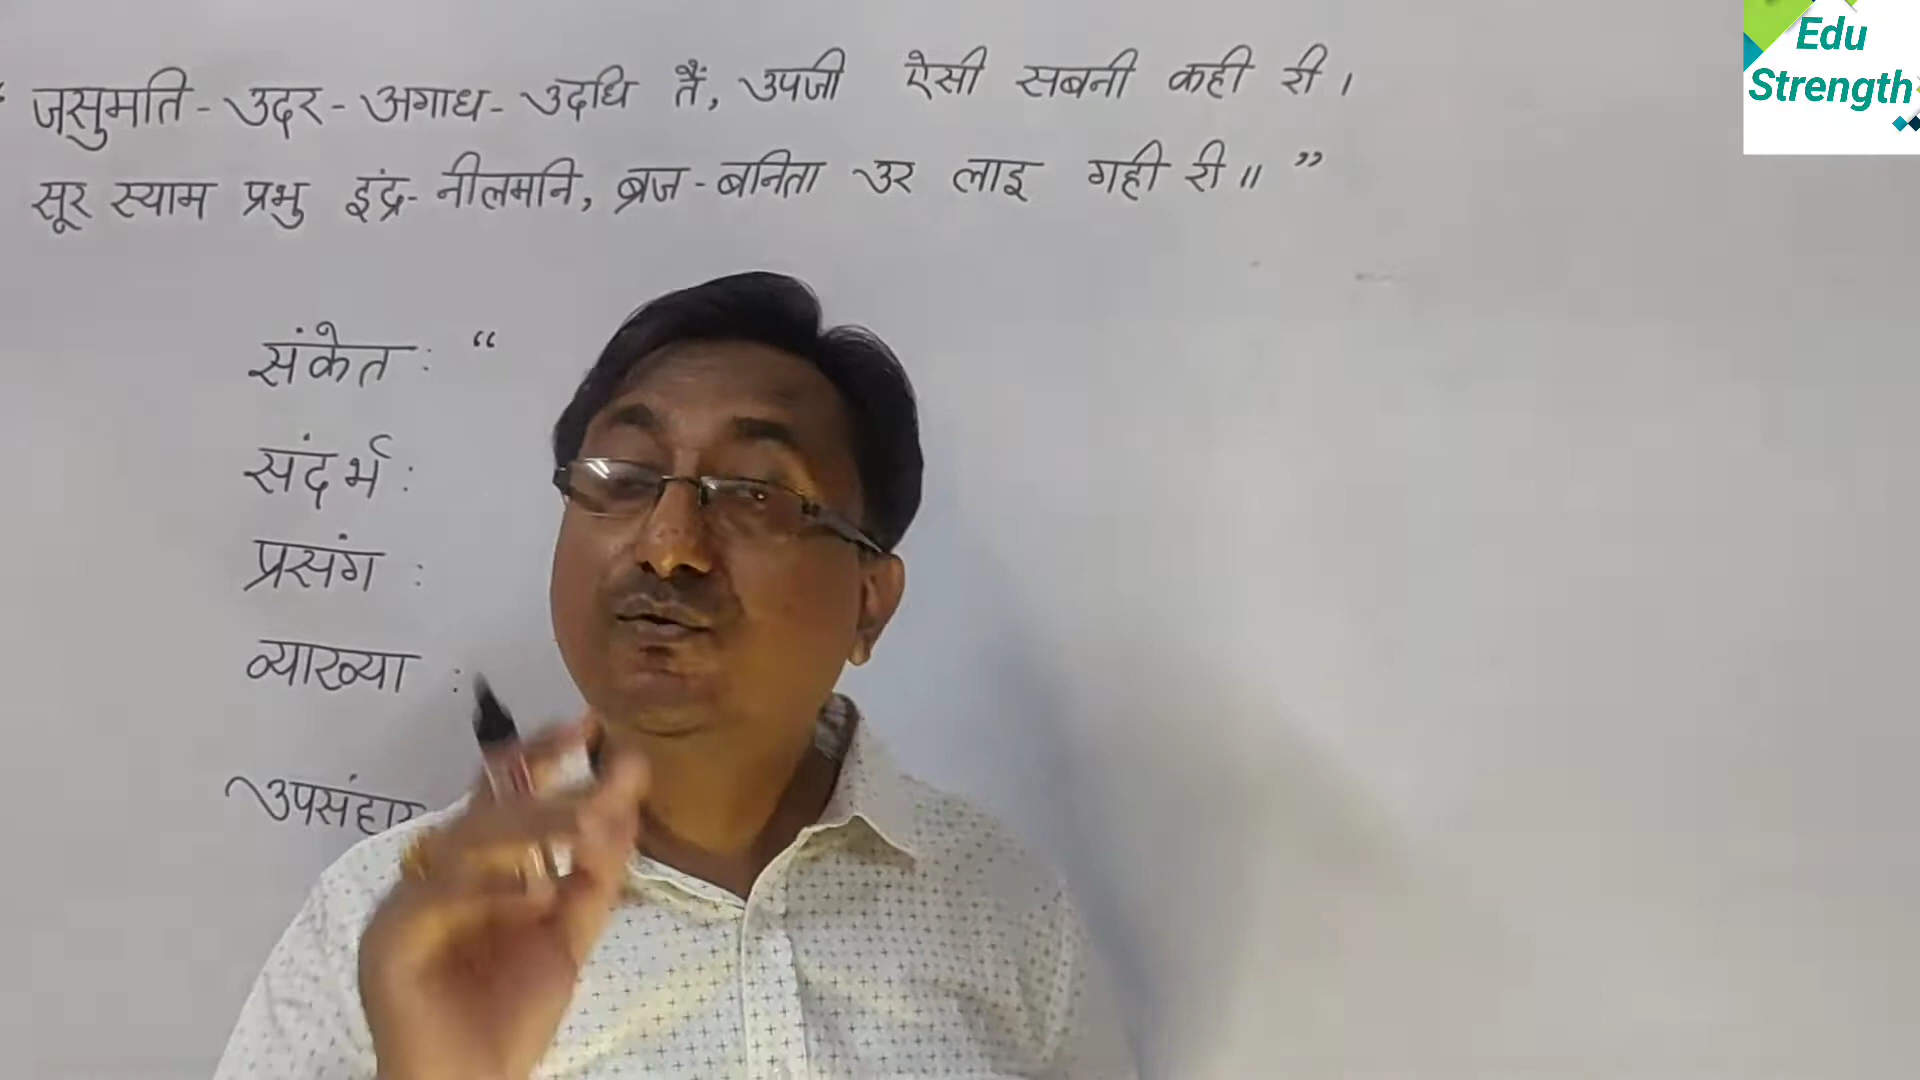 जसुमति - उदर - अगाध - उदधि तैं, उपजी ऐसी सबनी कही री ।
सूर स्याम प्रभु इंद्र - नीलमनि, ब्रज - बनिता उर लाइ गही री ॥ ”
संकेत : “
संदर्भ :
प्रसंग :
व्याख्या :
उपसंहार
Edu
Strength